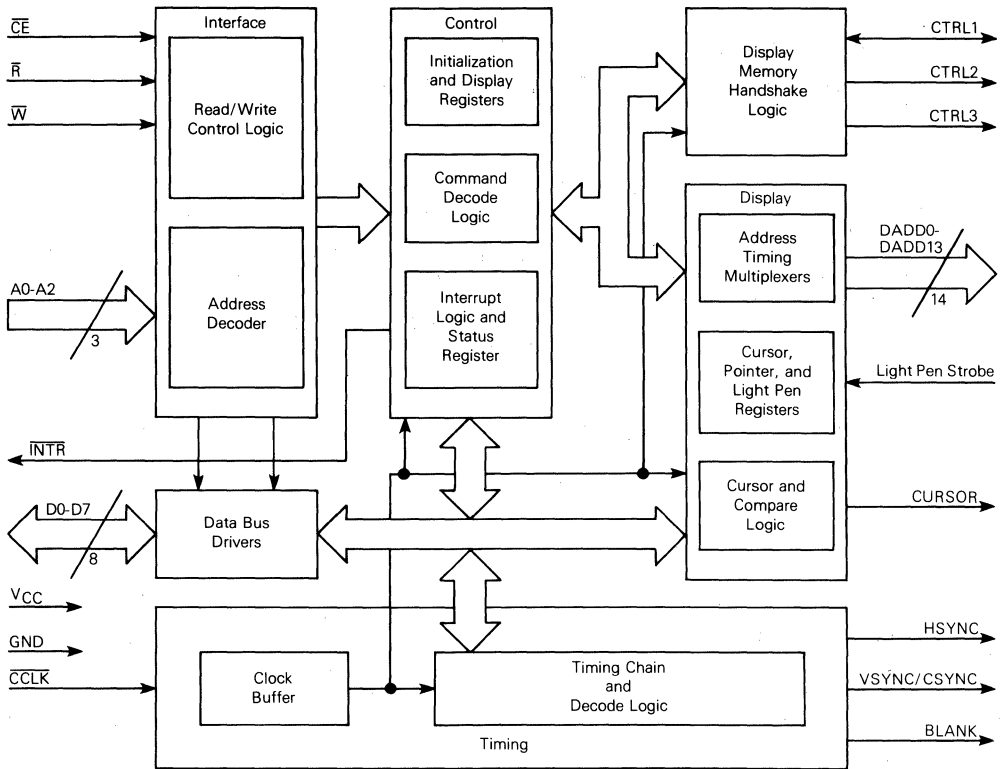 CE
R
W
A0-A2
3
INTR
D0-D7
8
VCC
GND
CCLK
Interface
Read/Write
Control Logic
Address
Decoder
Data Bus
Drivers
Control
Initialization
and Display
Registers
Command
Decode
Logic
Interrupt
Logic and
Status
Register
Display
Memory
Handshake
Logic
Display
Address
Timing
Multiplexers
Cursor,
Pointer, and
Light Pen
Registers
Cursor and
Compare
Logic
Clock
Buffer
Timing Chain
and
Decode Logic
Timing
CTRL1
CTRL2
CTRL3
DADD0-
DADD13
14
Light Pen Strobe
CURSOR
HSYNC
VSYNC/CSYNC
BLANK